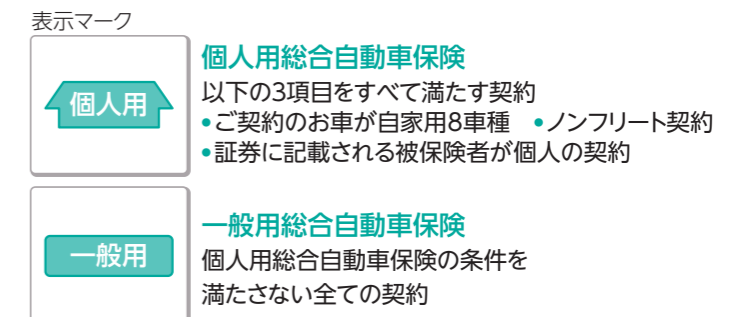 表示マーク
個人用
個人用総合自動車保険
以下の3項目をすべて満たす契約
•ご契約のお車が自家用8車種 •ノンフリート契約
•証券に記載される被保険者が個人の契約
一般用
一般用総合自動車保険
個人用総合自動車保険の条件を
満たさない全ての契約